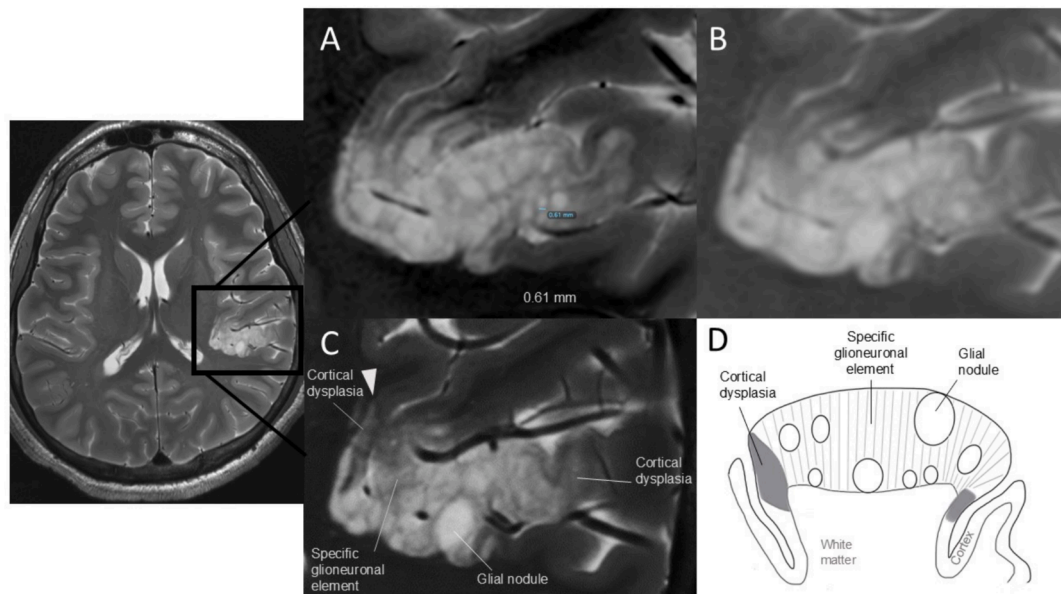 A
B
0.61 mm
0.61 mm
C
Cortical
dysplasia
Cortical
dysplasia
Specific
glioneuronal
element
Glial nodule
D
Specific
glioneuronal
element
Glial
nodule
Cortical
dysplasia
White
matter
Cortex